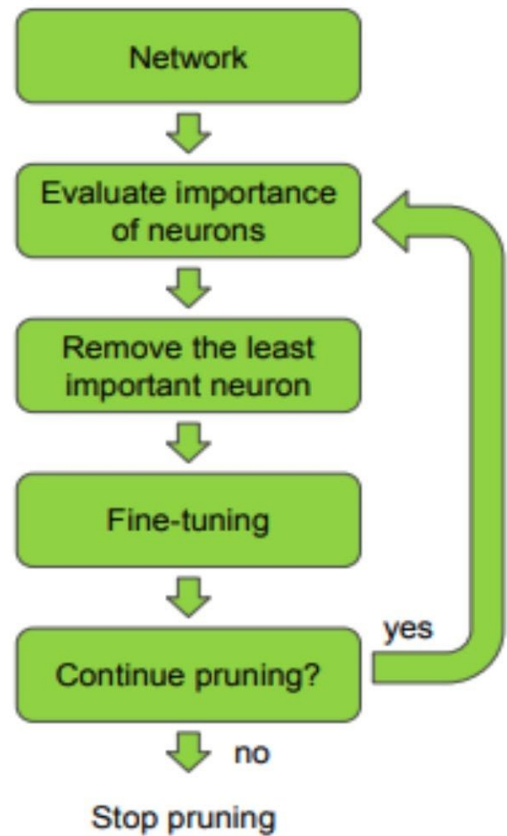 Network
Evaluate importance
of neurons
Remove the least
important neuron
Fine-tuning
yes
Continue pruning?
no
Stop pruning